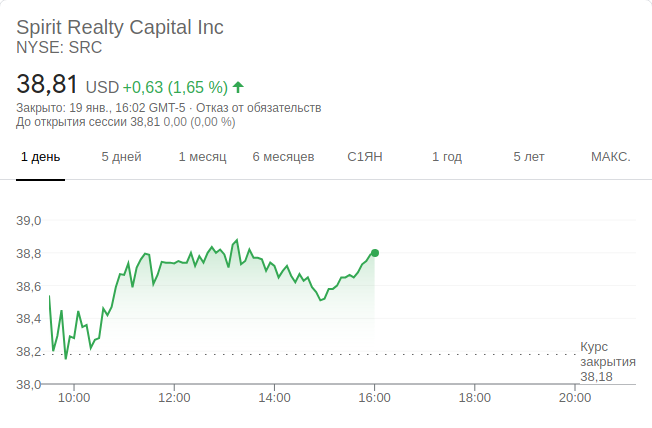 Spirit Realty Capital Inc
NYSE: SRC
38,81 USD +0,63 (1,65 %)
Закрыто: 19 янв., 16:02 GMT-5 · Отказ от обязательств
До открытия сессии 38,81 0,00 (0,00 %)
1 день 5 дней 1 месяц 6 месяцев С1ЯН 1 год 5 лет МАКС.
39,0
38,8
38,6
38,4
38,2
38,0
Курс
закрытия
38,18
10:00 12:00 14:00 16:00 18:00 20:00